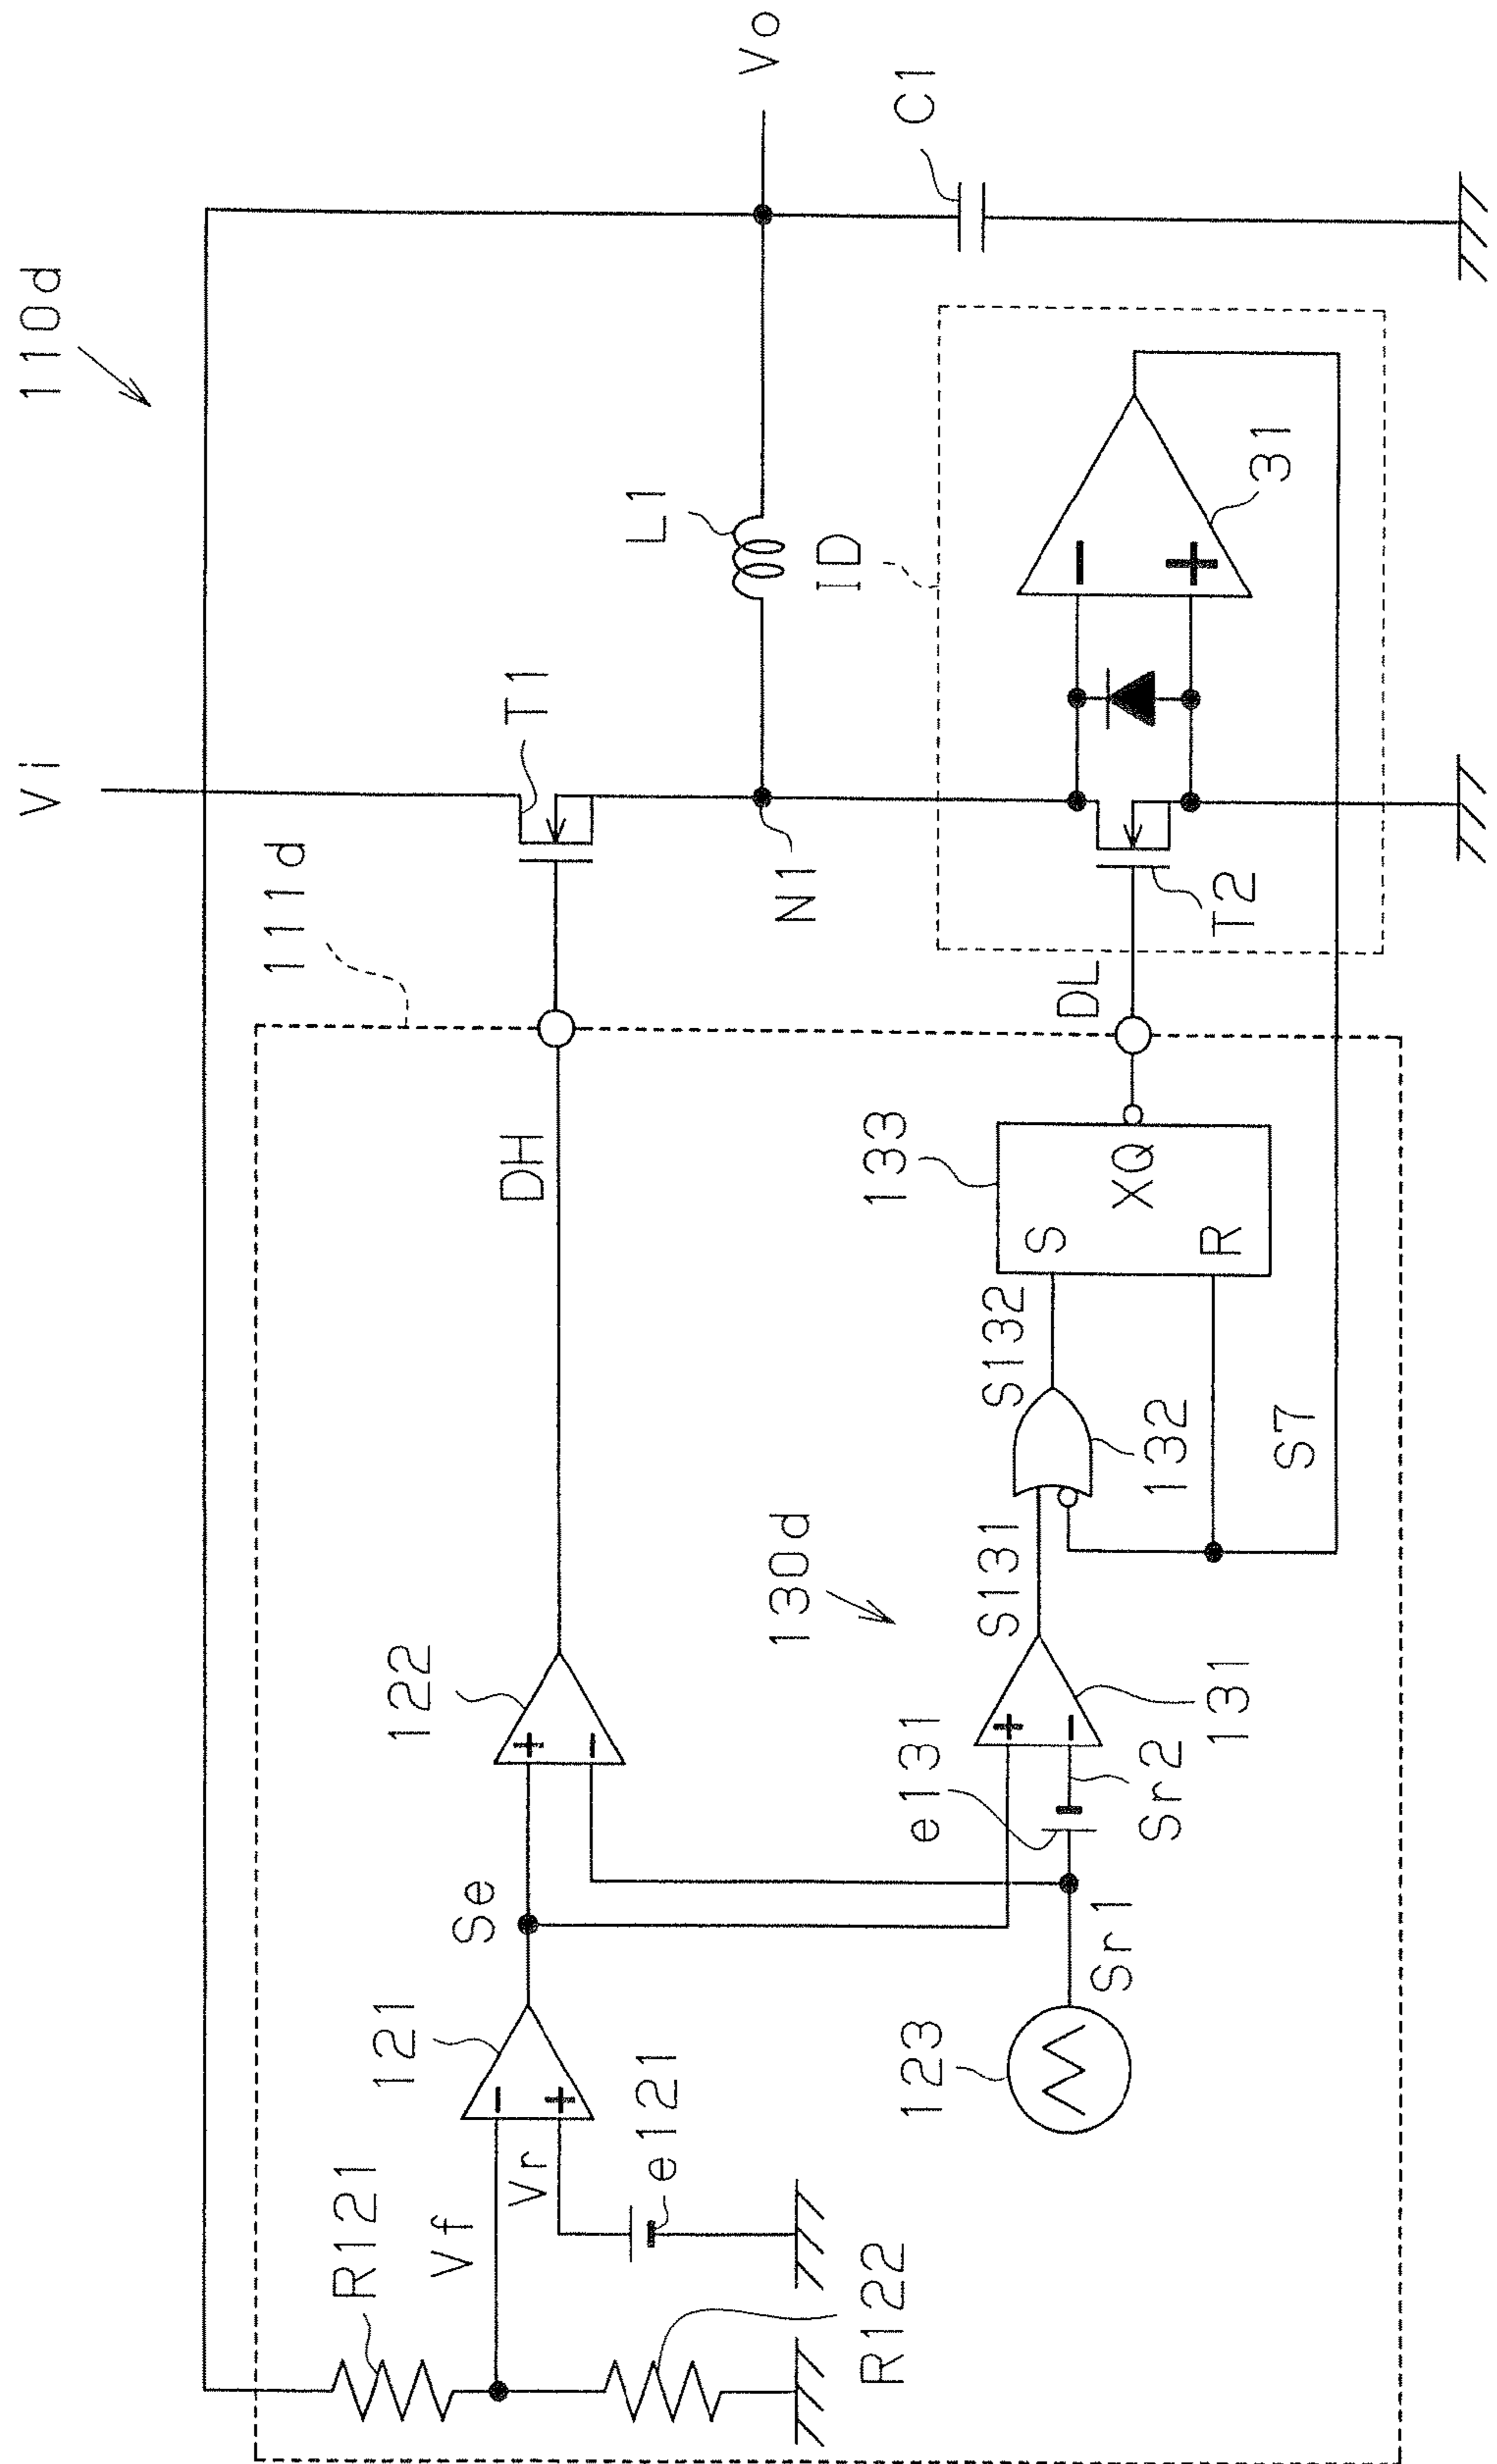 110d
Vi
Vo
111d
T1
L1
C1
N1
ID
31
T2
DH
DL
122
121
Se
R121
Vf
Vr
e121
R122
130d
133
S
XQ
R
S132
132
S131
131
S7
e131
Sr2
Sr1
123